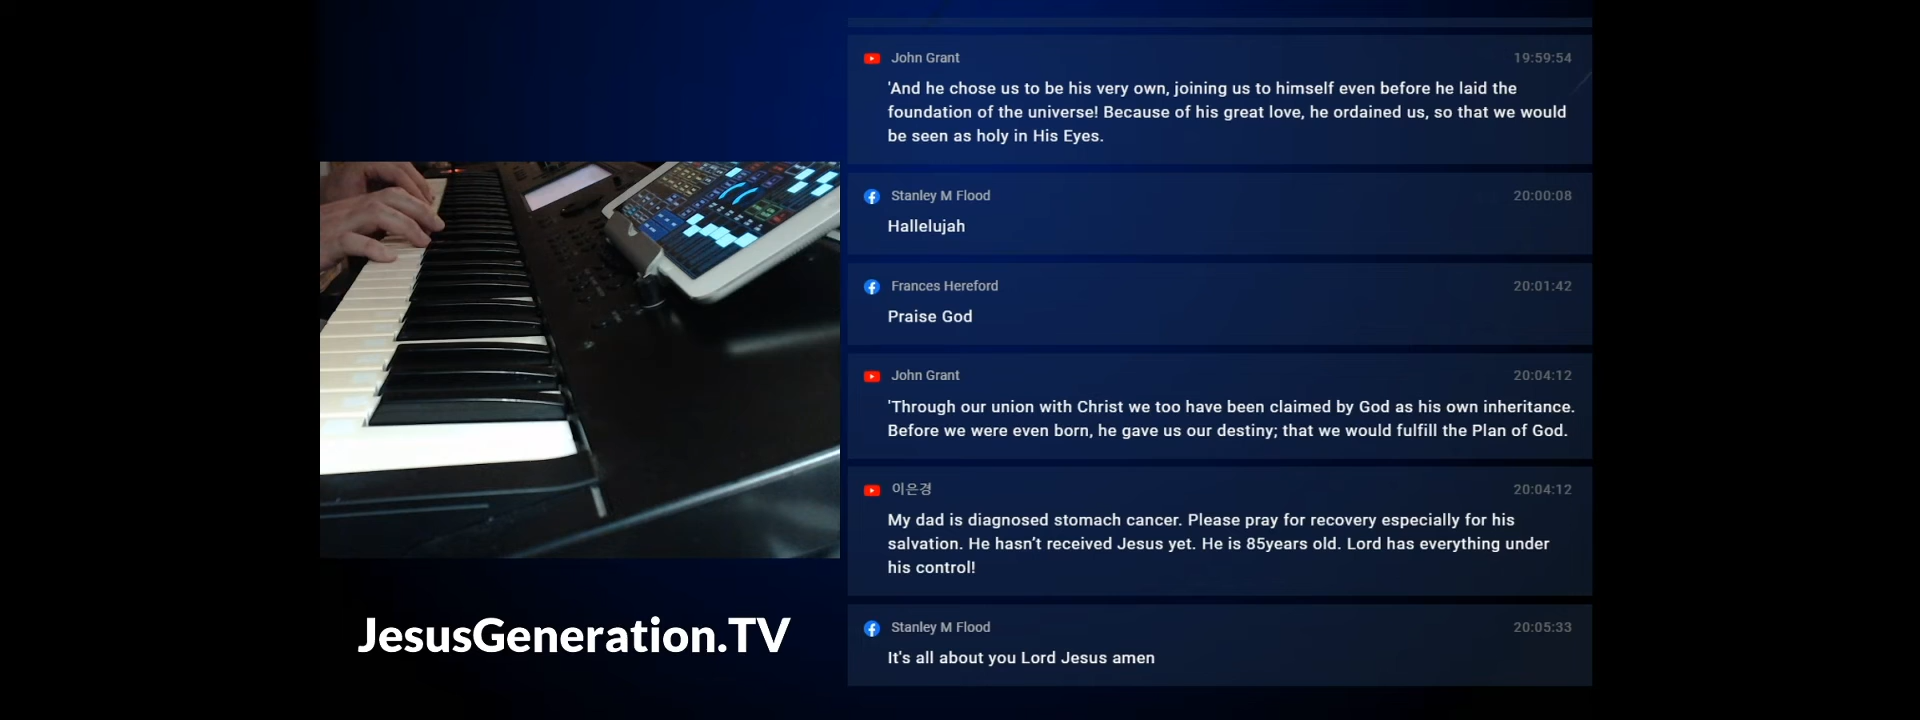 John Grant 19:59:54
'And he chose us to be his very own, joining us to himself even before he laid the
foundation of the universe! Because of his great love, he ordained us, so that we would
be seen as holy in His Eyes.
Stanley M Flood 20:00:08
Hallelujah
Frances Hereford 20:01:42
Praise God
John Grant 20:04:12
'Through our union with Christ we too have been claimed by God as his own inheritance.
Before we were even born, he gave us our destiny; that we would fulfill the Plan of God.
이은경 20:04:12
My dad is diagnosed stomach cancer. Please pray for recovery especially for his
salvation. He hasn’t received Jesus yet. He is 85years old. Lord has everything under
his control!
Stanley M Flood 20:05:33
It's all about you Lord Jesus amen
JesusGeneration.TV